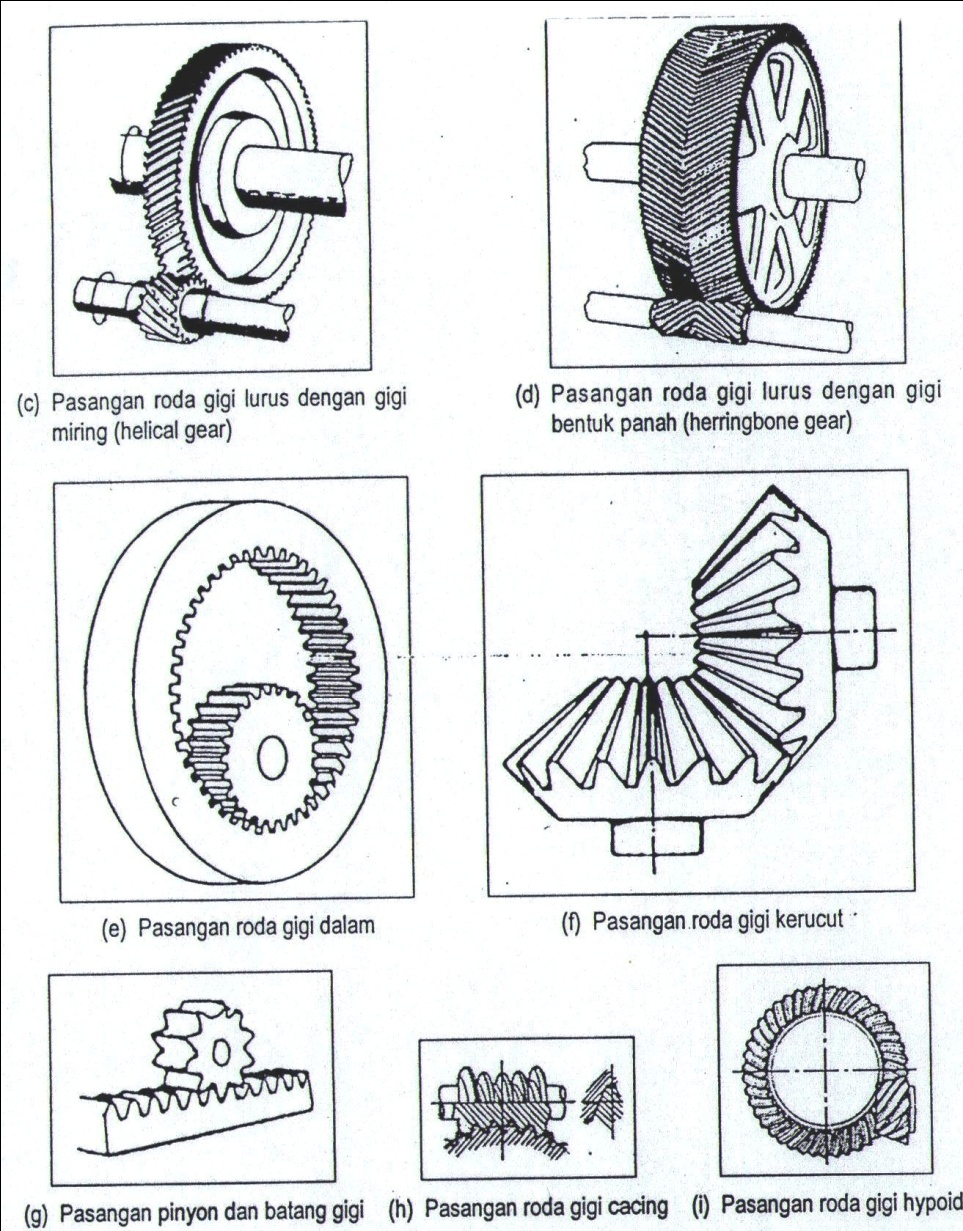 (c) Pasangan roda gigi lurus dengan gigi
miring (helical gear)
(d) Pasangan roda gigi lurus dengan gigi
bentuk panah (herringbone gear)
(e) Pasangan roda gigi dalam
(f) Pasangan roda gigi kerucut
(g) Pasangan pinyon dan batang gigi
(h) Pasangan roda gigi cacing
(i) Pasangan roda gigi hypoid